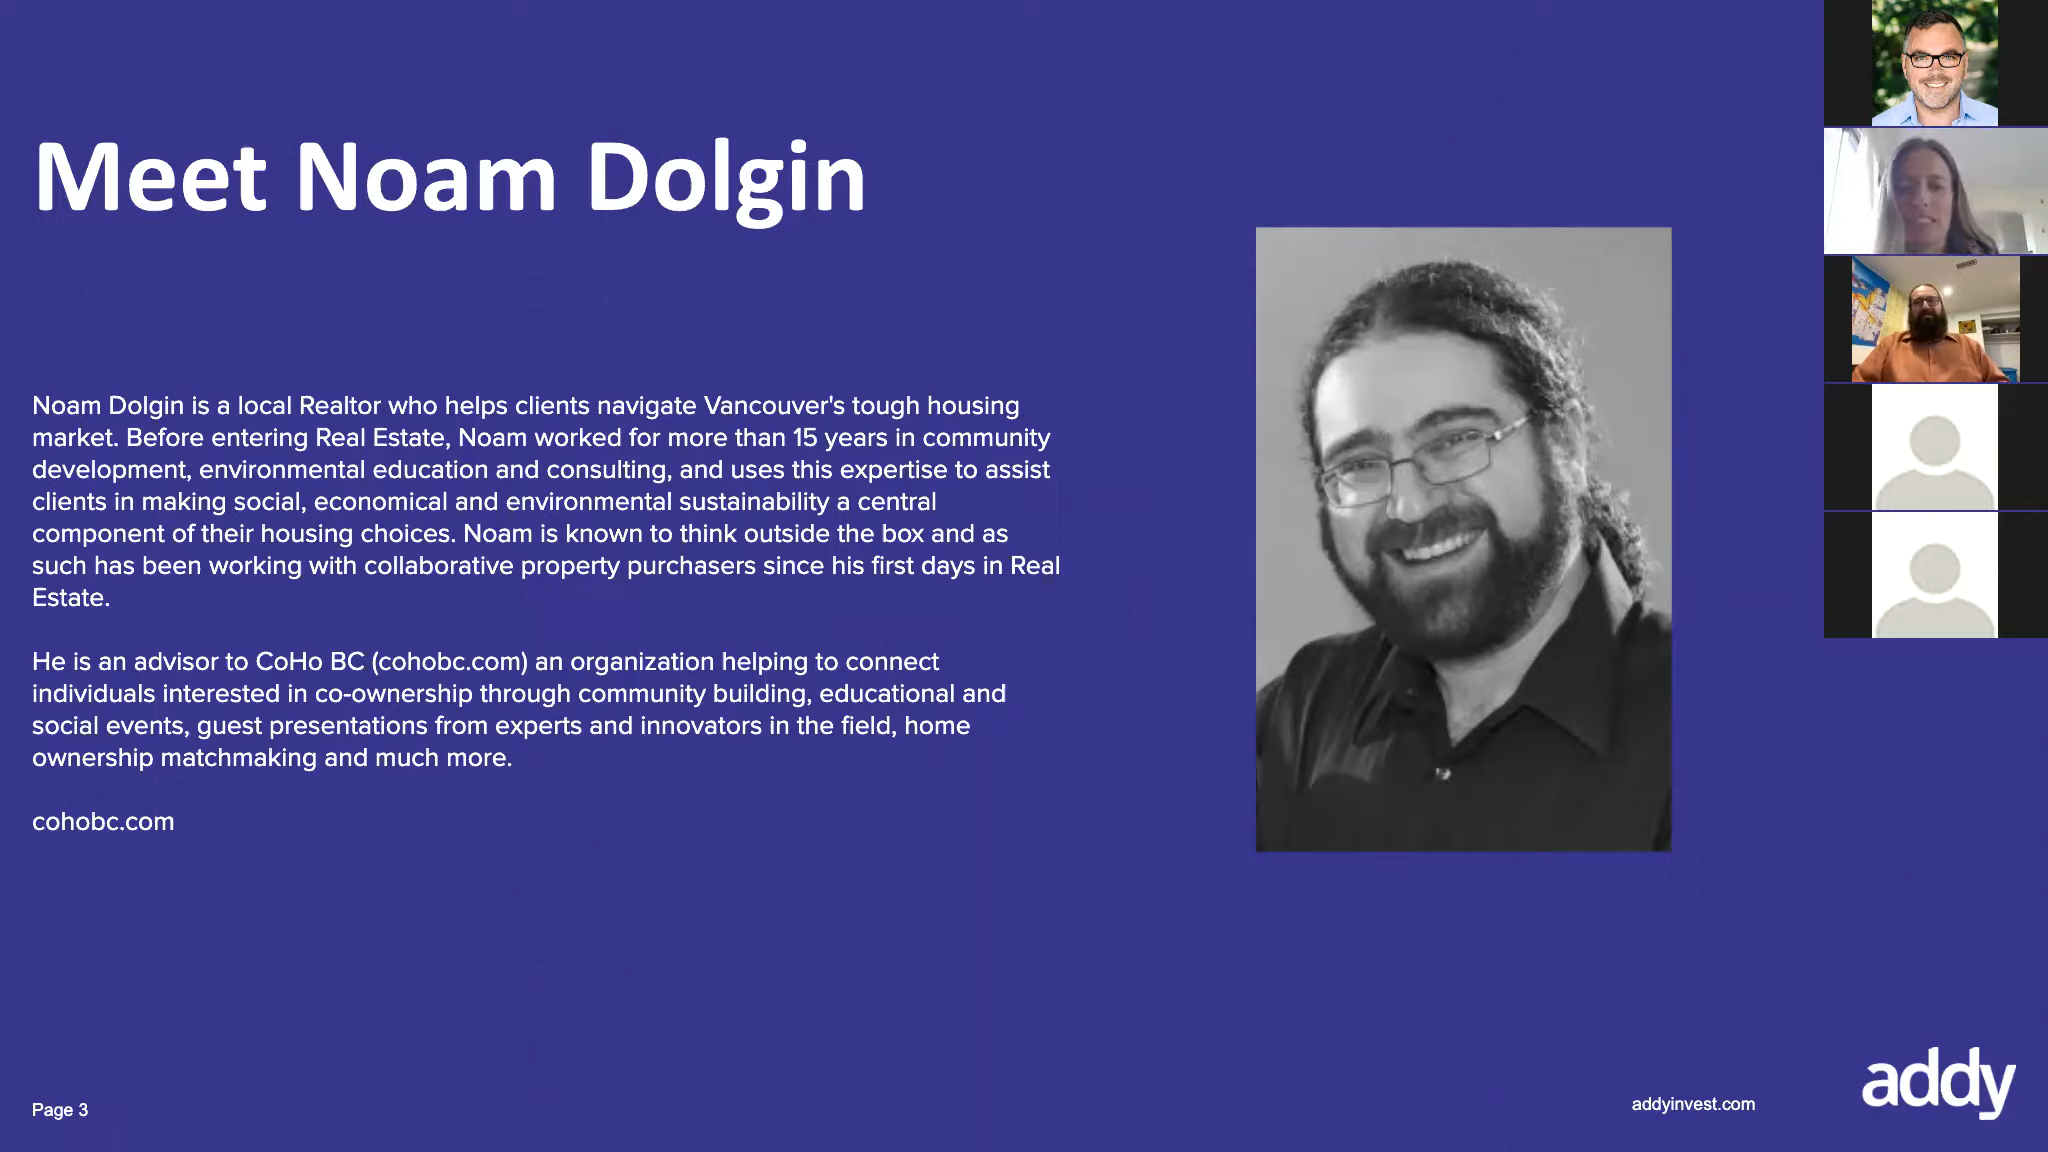 Meet Noam Dolgin
Noam Dolgin is a local Realtor who helps clients navigate Vancouver's tough housing
market. Before entering Real Estate, Noam worked for more than 15 years in community
development, environmental education and consulting, and uses this expertise to assist
clients in making social, economical and environmental sustainability a central
component of their housing choices. Noam is known to think outside the box and as
such has been working with collaborative property purchasers since his first days in Real
Estate.
He is an advisor to CoHo BC (cohobc.com) an organization helping to connect
individuals interested in co-ownership through community building, educational and
social events, guest presentations from experts and innovators in the field, home
ownership matchmaking and much more.
cohobc.com
Page 3
addyinvest.com
addy